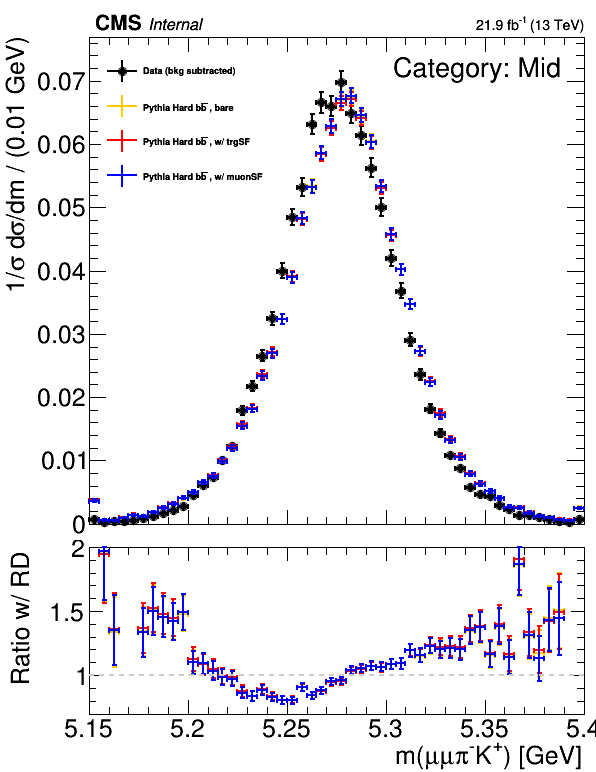 CMS Internal 21.9 fb⁻¹ (13 TeV)
Category: Mid
Data (bkg subtracted)
Pythia Hard bb̅, bare
Pythia Hard bb̅, w/ trgSF
Pythia Hard bb̅, w/ muonSF
1/σ dσ/dm / (0.01 GeV)
0.07
0.06
0.05
0.04
0.03
0.02
0.01
0
Ratio w/ RD
2
1.5
1
5.15 5.2 5.25 5.3 5.35 5.4
m(μμπ⁻K⁺) [GeV]